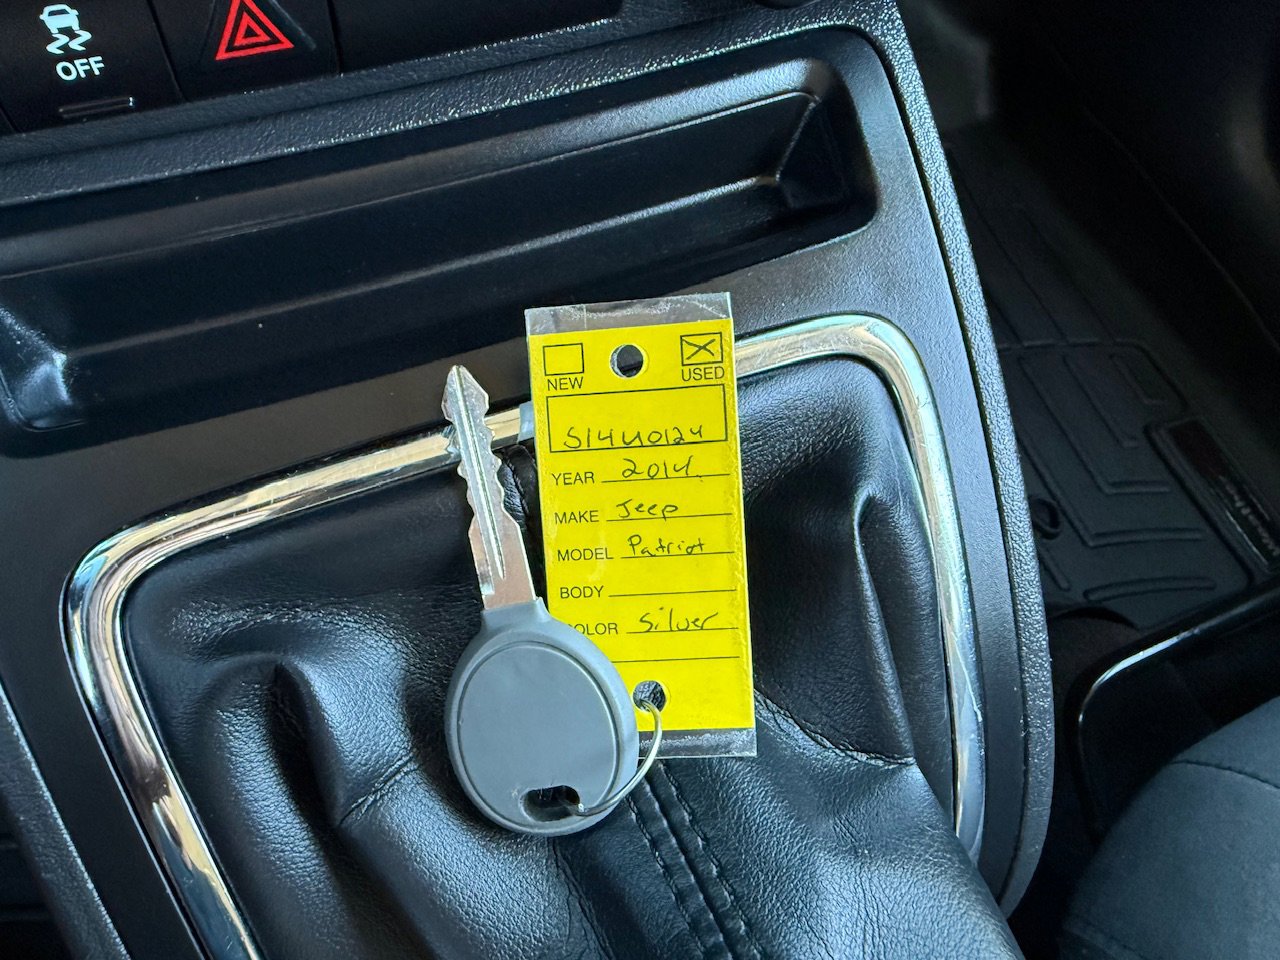 OFF
NEW USED
S14U0124
YEAR 2014
MAKE Jeep
MODEL Patriot
BODY
COLOR Silver